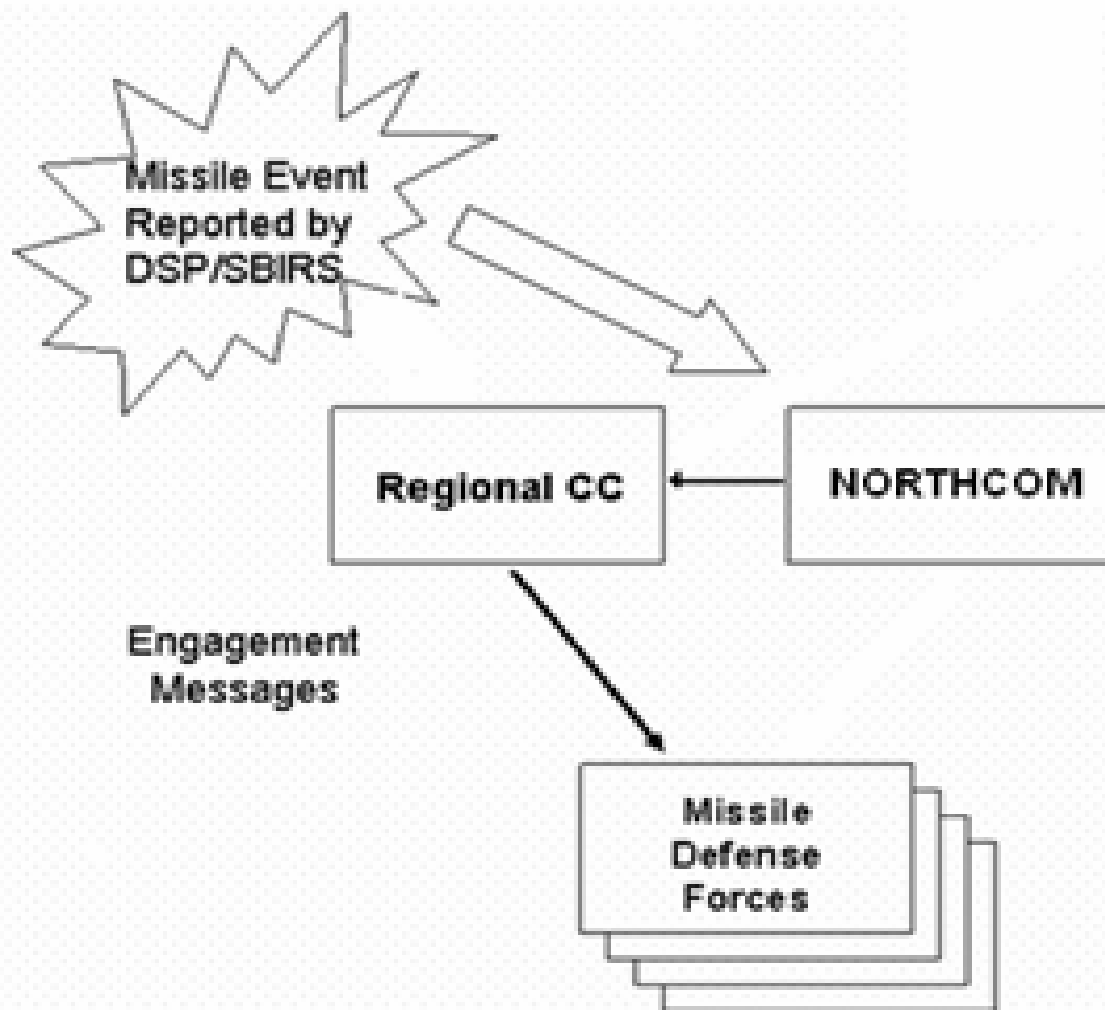 Missile Event
Reported by
DSP/SBIRS
Regional CC
NORTHCOM
Engagement
Messages
Missile
Defense
Forces